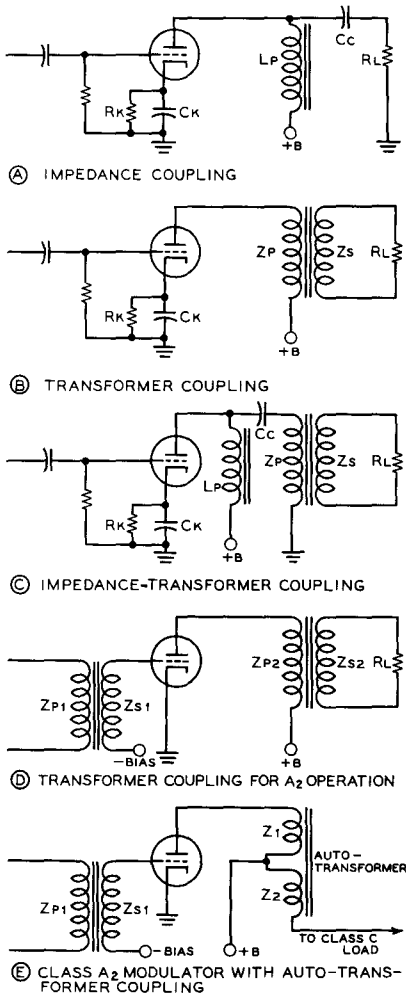 CC
LP
RL
RK
CK
+B
Ⓐ IMPEDANCE COUPLING
ZP
ZS
RL
RK
CK
+B
Ⓑ TRANSFORMER COUPLING
CC
LP
ZP
ZS
RL
RK
CK
+B
Ⓒ IMPEDANCE-TRANSFORMER COUPLING
ZP1
ZS1
ZP2
ZS2
RL
-BIAS
+B
Ⓓ TRANSFORMER COUPLING FOR A2 OPERATION
Z1
AUTO-
TRANSFORMER
Z2
ZP1
ZS1
-BIAS
+B
TO CLASS C
LOAD
Ⓔ CLASS A2 MODULATOR WITH AUTO-TRANS-
FORMER COUPLING